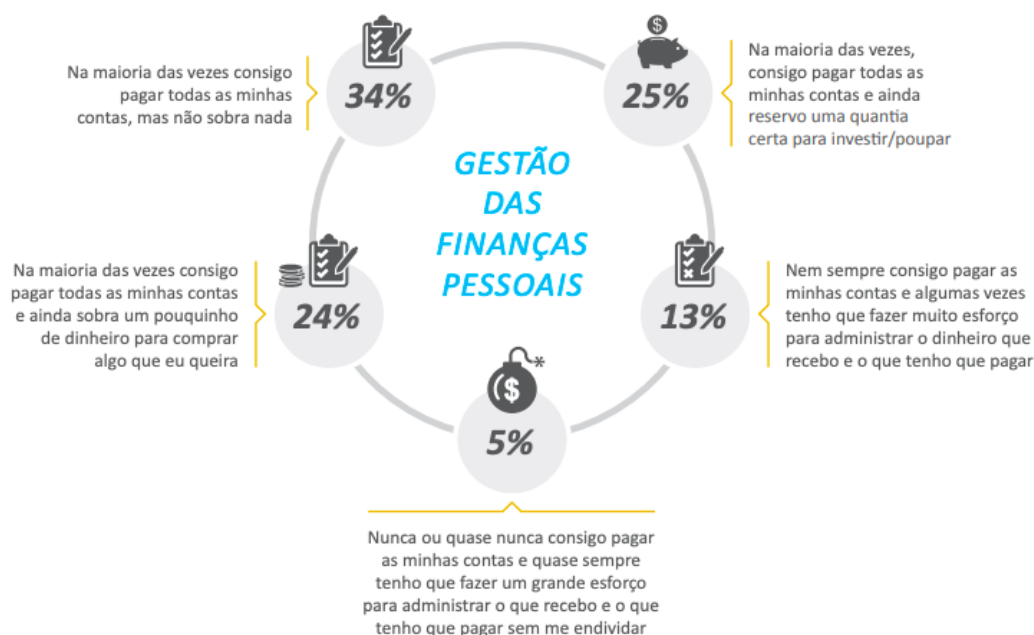 34%
Na maioria das vezes consigo
pagar todas as minhas
contas, mas não sobra nada
25%
Na maioria das vezes,
consigo pagar todas as
minhas contas e ainda
reservo uma quantia
certa para investir/poupar
GESTÃO
DAS
FINANÇAS
PESSOAIS
24%
Na maioria das vezes consigo
pagar todas as minhas contas
e ainda sobra um pouquinho
de dinheiro para comprar
algo que eu queira
13%
Nem sempre consigo pagar as
minhas contas e algumas vezes
tenho que fazer muito esforço
para administrar o dinheiro que
recebo e o que tenho que pagar
5%
Nunca ou quase nunca consigo pagar
as minhas contas e quase sempre
tenho que fazer um grande esforço
para administrar o que recebo e o que
tenho que pagar sem me endividar